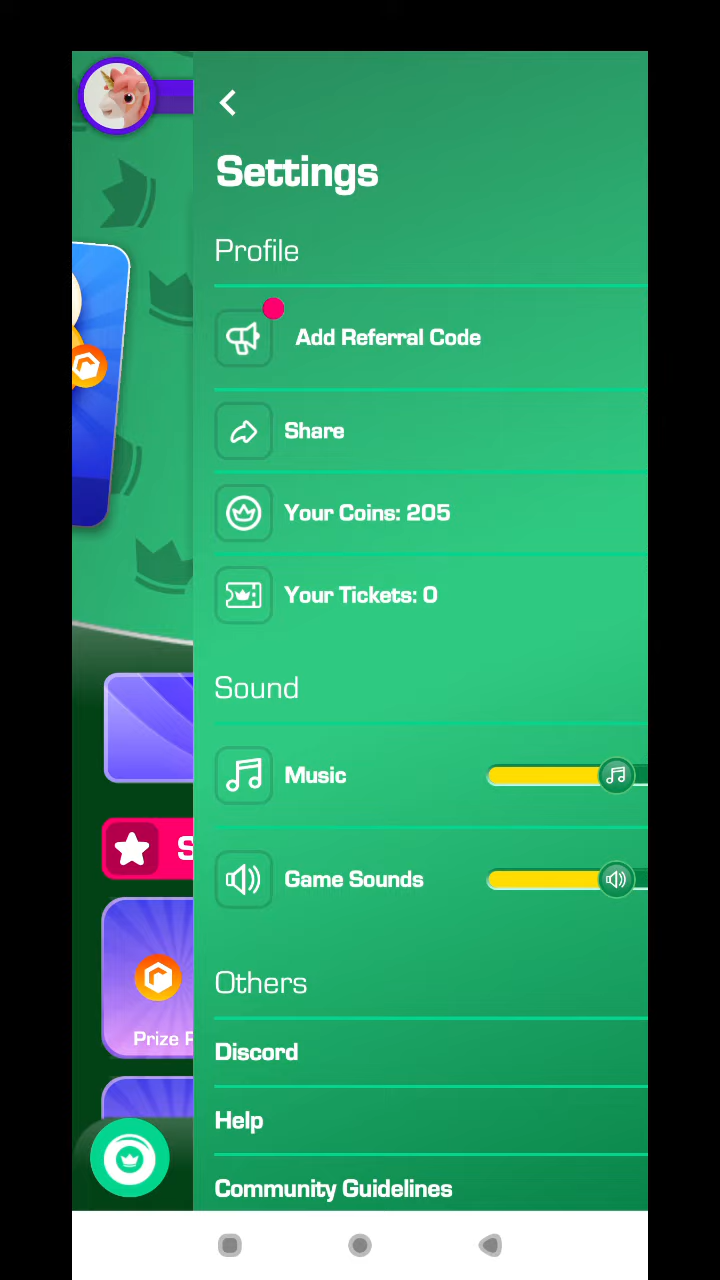 Settings
Profile
Add Referral Code
Share
Your Coins: 205
Your Tickets: 0
Sound
Music
S
Game Sounds
Others
Prize P
Discord
Help
Community Guidelines